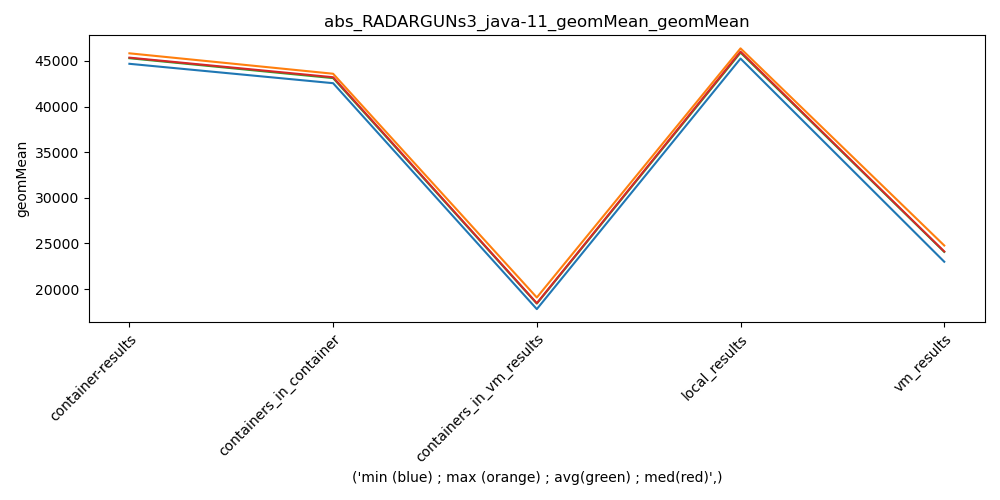 abs_RADARGUNs3_java-11_geomMean_geomMean
geomMean
45000
40000
35000
30000
25000
20000
container-results
containers_in_container
containers_in_vm_results
local_results
vm_results
('min (blue) ; max (orange) ; avg(green) ; med(red)',)